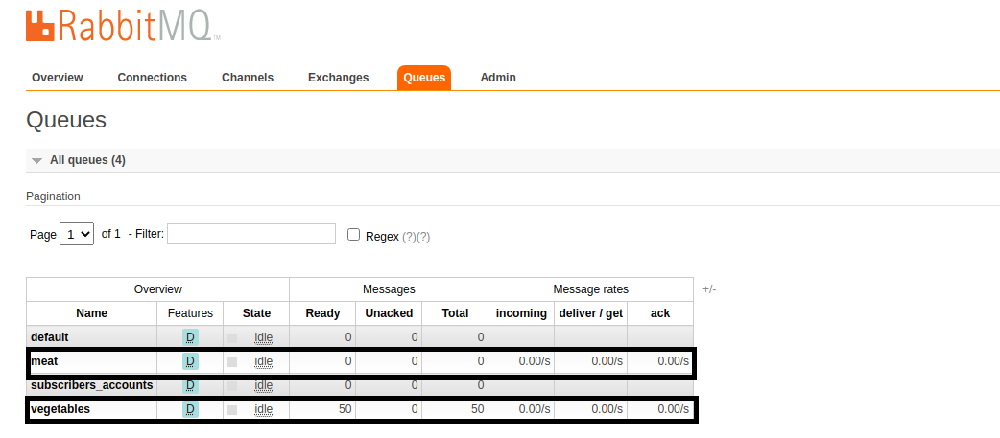 RabbitMQ TM
Overview Connections Channels Exchanges Queues Admin
Queues
All queues (4)
Pagination
Page 1 of 1 - Filter: Regex (?)(?)
Overview Messages Message rates +/-
Name Features State Ready Unacked Total incoming deliver / get ack
default D idle 0 0 0
meat D idle 0 0 0 0.00/s 0.00/s 0.00/s
subscribers_accounts D idle 0 0 0
vegetables D idle 50 0 50 0.00/s 0.00/s 0.00/s